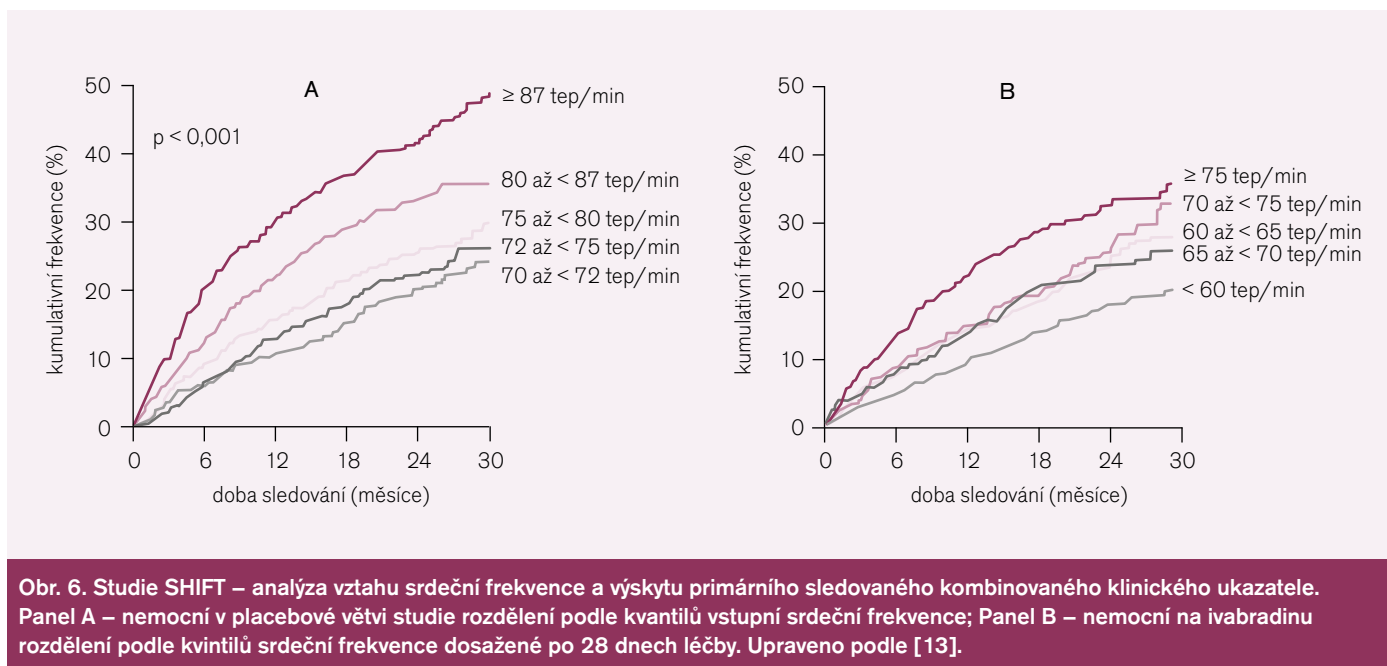 A
50
40
30
20
10
0
kumulativní frekvence (%)
p < 0,001
≥ 87 tep/min
80 až < 87 tep/min
75 až < 80 tep/min
72 až < 75 tep/min
70 až < 72 tep/min
0 6 12 18 24 30
doba sledování (měsíce)
B
50
40
30
20
10
0
kumulativní frekvence (%)
≥ 75 tep/min
70 až < 75 tep/min
60 až < 65 tep/min
65 až < 70 tep/min
< 60 tep/min
0 6 12 18 24 30
doba sledování (měsíce)
Obr. 6. Studie SHIFT – analýza vztahu srdeční frekvence a výskytu primárního sledovaného kombinovaného klinického ukazatele.
Panel A – nemocní v placebové větvi studie rozdělení podle kvantilů vstupní srdeční frekvence; Panel B – nemocní na ivabradinu
rozdělení podle kvintilů srdeční frekvence dosažené po 28 dnech léčby. Upraveno podle [13].